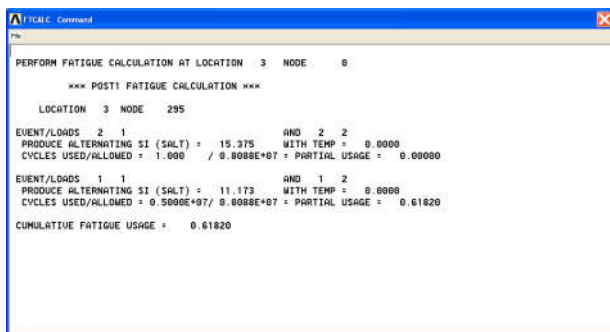 FTCALC Command
File
PERFORM FATIGUE CALCULATION AT LOCATION 3 NODE 0
*** POST1 FATIGUE CALCULATION ***
LOCATION 3 NODE 295
EVENT/LOADS 2 1 AND 2 2
PRODUCE ALTERNATING SI (SALT) = 15.375 WITH TEMP = 0.0000
CYCLES USED/ALLOWED = 1.000 / 0.8088E+07 = PARTIAL USAGE = 0.00000
EVENT/LOADS 1 1 AND 1 2
PRODUCE ALTERNATING SI (SALT) = 11.173 WITH TEMP = 0.0000
CYCLES USED/ALLOWED = 0.5000E+07/ 0.8088E+07 = PARTIAL USAGE = 0.61820
CUMULATIVE FATIGUE USAGE = 0.61820